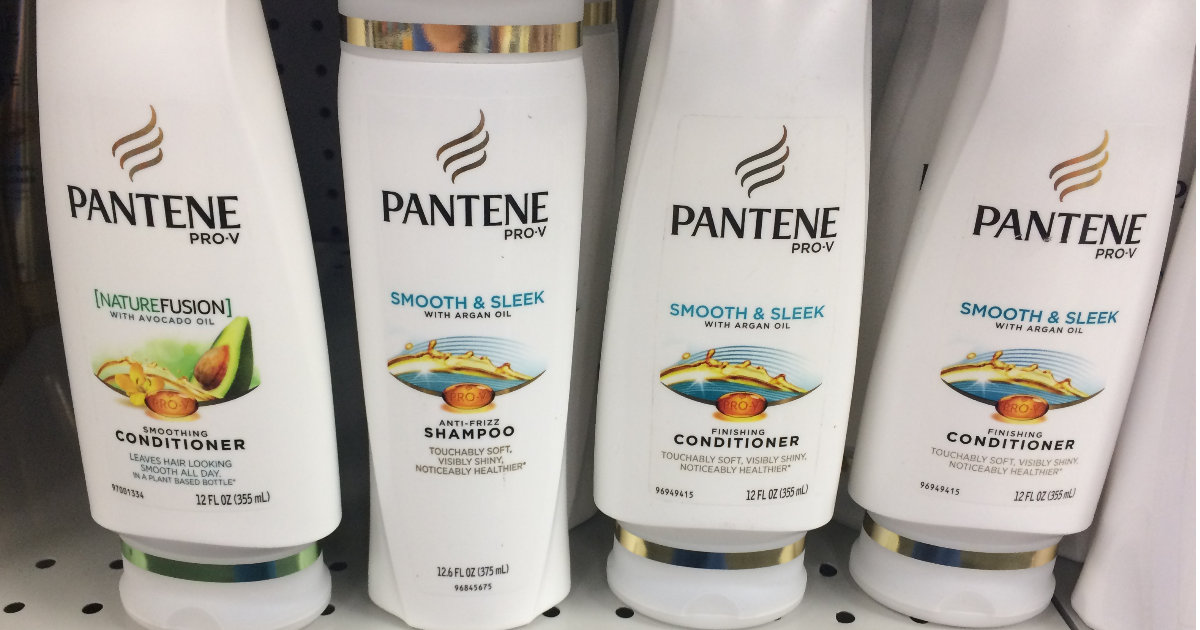 PANTENE
PRO-V
[NATUREFUSION]
WITH AVOCADO OIL
PRO-V
SMOOTHING
CONDITIONER
LEAVES HAIR LOOKING
SMOOTH ALL DAY.
IN A PLANT BASED BOTTLE*
97001334
12 FL OZ (355 mL)
PANTENE
PRO-V
SMOOTH & SLEEK
WITH ARGAN OIL
PRO-V
ANTI-FRIZZ
SHAMPOO
TOUCHABLY SOFT,
VISIBLY SHINY,
NOTICEABLY HEALTHIER*
12.6 FL OZ (375 mL)
96845675
PANTENE
PRO-V
SMOOTH & SLEEK
WITH ARGAN OIL
PRO-V
FINISHING
CONDITIONER
TOUCHABLY SOFT, VISIBLY SHINY,
NOTICEABLY HEALTHIER*
96949415
12 FL OZ (355 mL)
PANTENE
PRO-V
SMOOTH & SLEEK
WITH ARGAN OIL
PRO-V
FINISHING
CONDITIONER
TOUCHABLY SOFT, VISIBLY SHINY,
NOTICEABLY HEALTHIER*
96949415
12 FL OZ (355 mL)